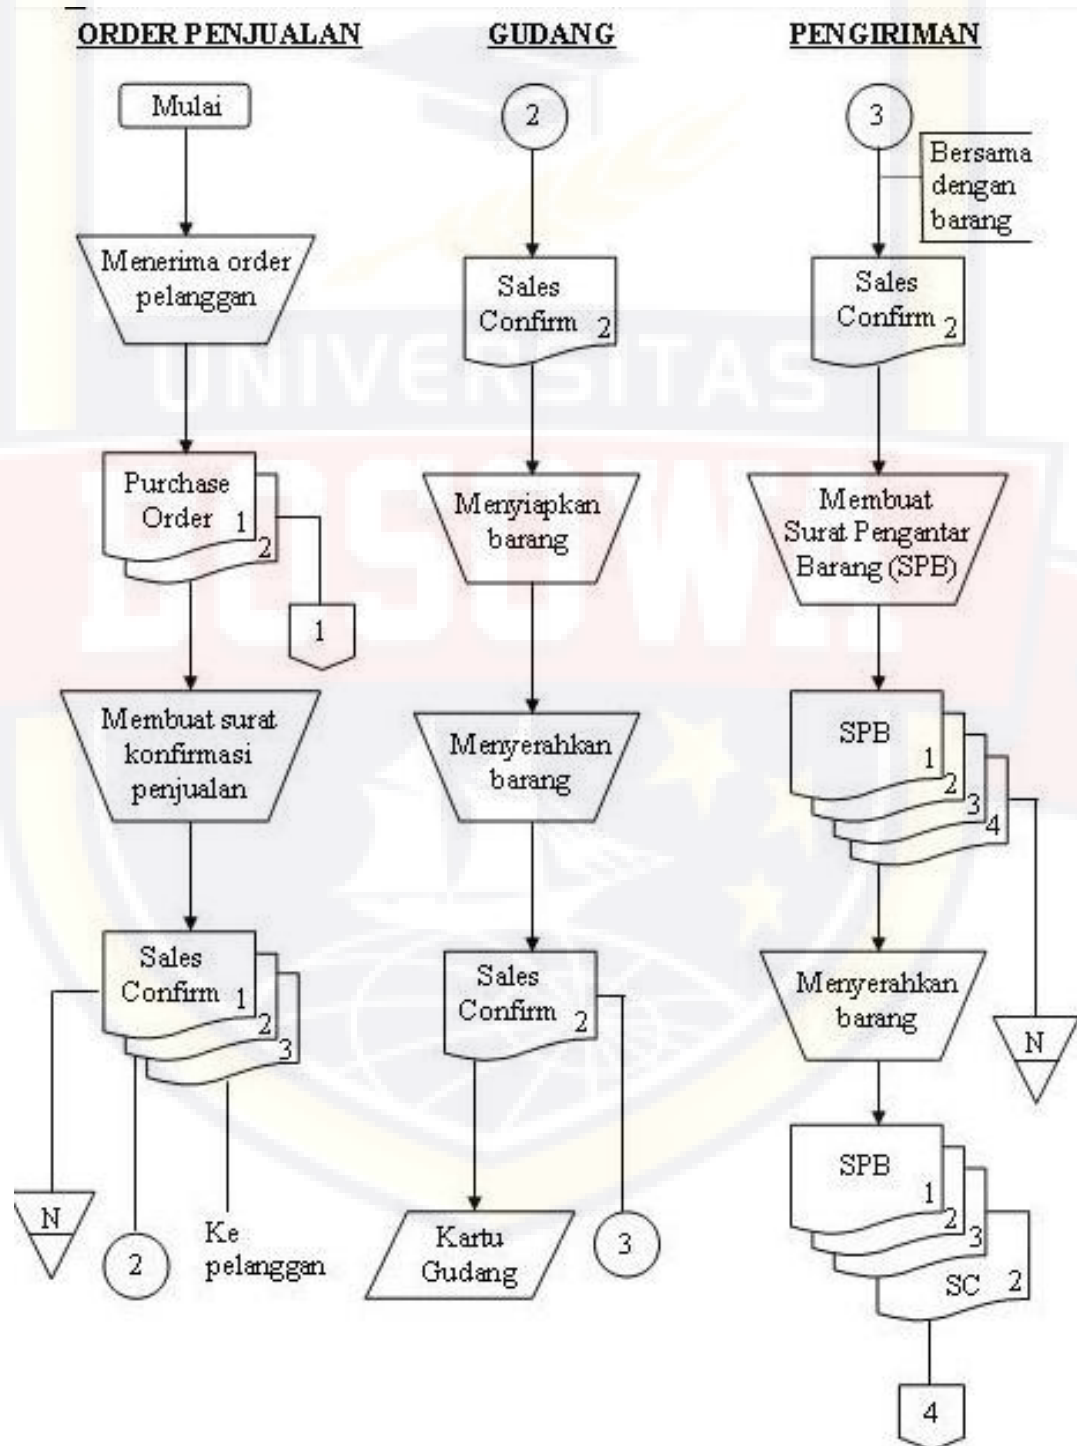 ORDER PENJUALAN
Mulai
Menerima order
pelanggan
Purchase
Order 1
2
1
Membuat surat
konfirmasi
penjualan
Sales
Confirm 1
2
3
N
2
Ke
pelanggan
GUDANG
2
Sales
Confirm 2
Menyiapkan
barang
Menyerahkan
barang
Sales
Confirm 2
Kartu
Gudang
3
PENGIRIMAN
3
Bersama
dengan
barang
Sales
Confirm 2
Membuat
Surat Pengantar
Barang (SPB)
SPB
1
2
3
4
N
Menyerahkan
barang
SPB
1
2
3
SC 2
4
UNIVERSITAS
BOSOWA